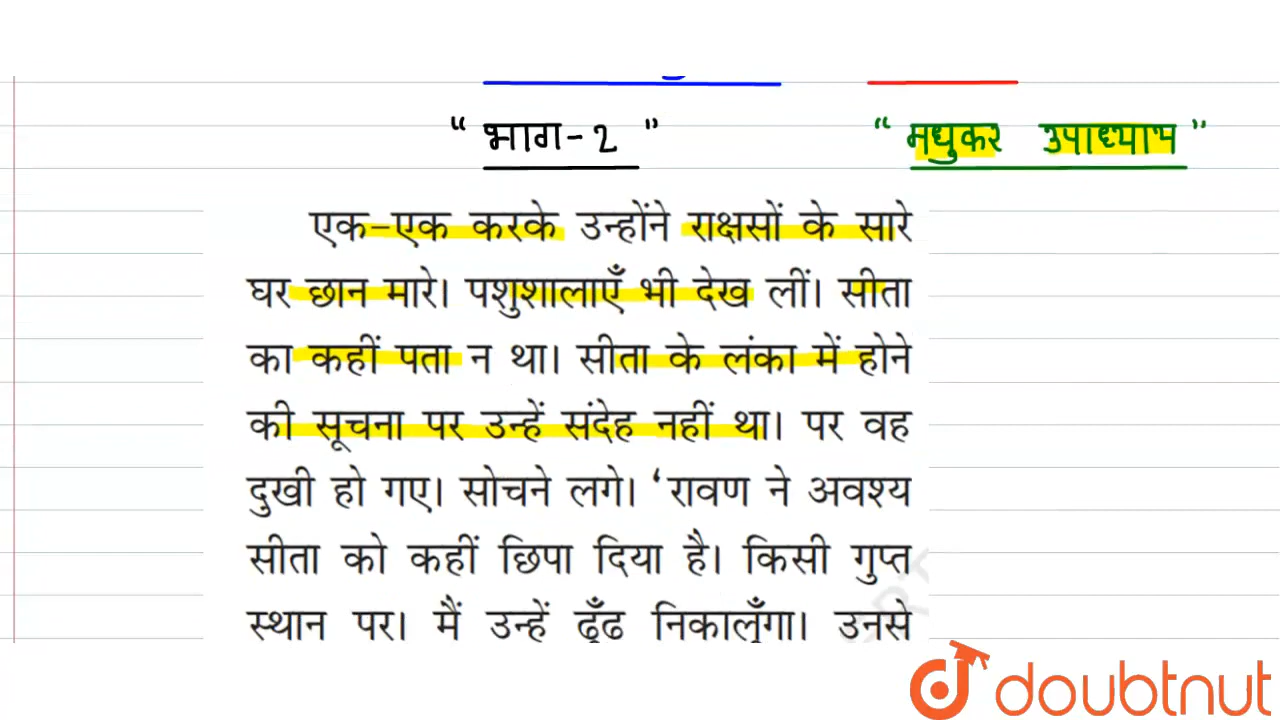 “ भाग-2 ” “ मधुकर उपाध्याय ”
एक-एक करके उन्होंने राक्षसों के सारे
घर छान मारे। पशुशालाएँ भी देख लीं। सीता
का कहीं पता न था। सीता के लंका में होने
की सूचना पर उन्हें संदेह नहीं था। पर वह
दुखी हो गए। सोचने लगे। ‘रावण ने अवश्य
सीता को कहीं छिपा दिया है। किसी गुप्त
स्थान पर। मैं उन्हें ढूँढ निकालूँगा। उनसे
doubtnut